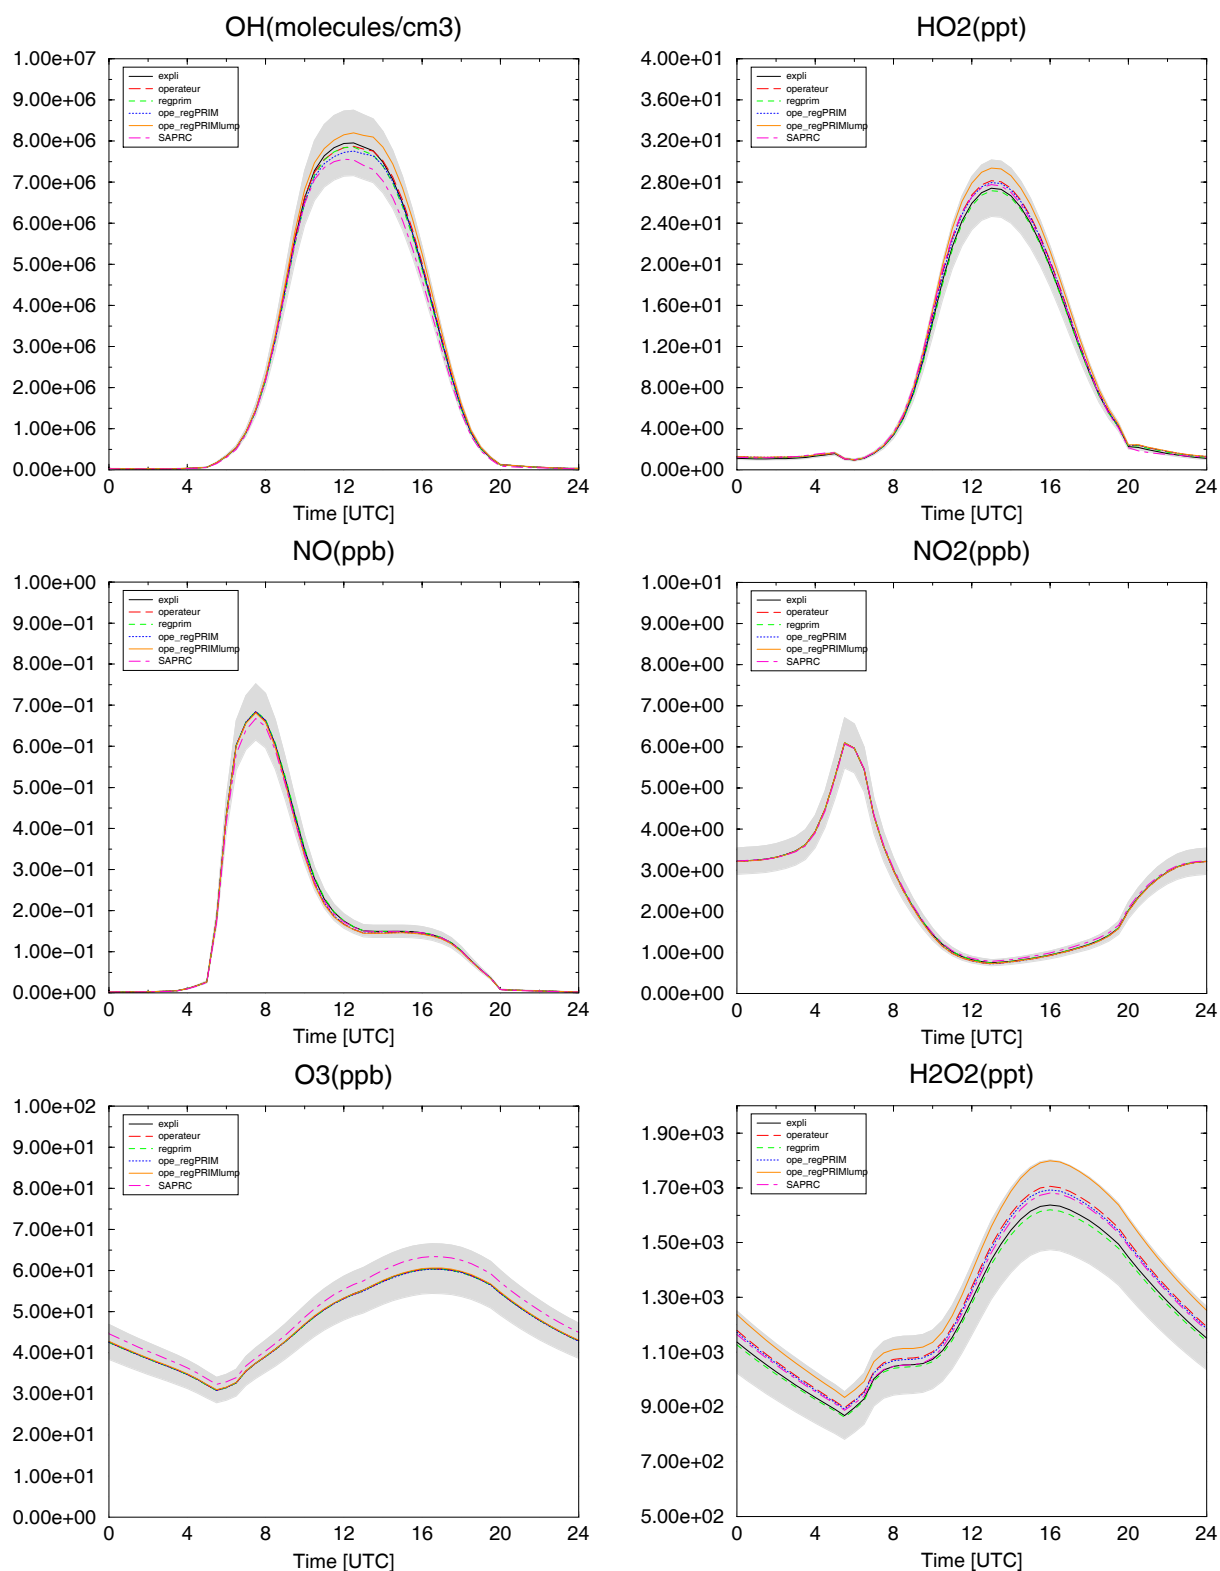 OH(molecules/cm3)
1.00e+07
9.00e+06
8.00e+06
7.00e+06
6.00e+06
5.00e+06
4.00e+06
3.00e+06
2.00e+06
1.00e+06
0.00e+00
expli
operateur
regprim
ope_regPRIM
ope_regPRIMlump
SAPRC
0 4 8 12 16 20 24
Time [UTC]
HO2(ppt)
4.00e+01
3.60e+01
3.20e+01
2.80e+01
2.40e+01
2.00e+01
1.60e+01
1.20e+01
8.00e+00
4.00e+00
0.00e+00
expli
operateur
regprim
ope_regPRIM
ope_regPRIMlump
SAPRC
0 4 8 12 16 20 24
Time [UTC]
NO(ppb)
1.00e+00
9.00e−01
8.00e−01
7.00e−01
6.00e−01
5.00e−01
4.00e−01
3.00e−01
2.00e−01
1.00e−01
0.00e+00
expli
operateur
regprim
ope_regPRIM
ope_regPRIMlump
SAPRC
0 4 8 12 16 20 24
Time [UTC]
NO2(ppb)
1.00e+01
9.00e+00
8.00e+00
7.00e+00
6.00e+00
5.00e+00
4.00e+00
3.00e+00
2.00e+00
1.00e+00
0.00e+00
expli
operateur
regprim
ope_regPRIM
ope_regPRIMlump
SAPRC
0 4 8 12 16 20 24
Time [UTC]
O3(ppb)
1.00e+02
9.00e+01
8.00e+01
7.00e+01
6.00e+01
5.00e+01
4.00e+01
3.00e+01
2.00e+01
1.00e+01
0.00e+00
expli
operateur
regprim
ope_regPRIM
ope_regPRIMlump
SAPRC
0 4 8 12 16 20 24
Time [UTC]
H2O2(ppt)
1.90e+03
1.70e+03
1.50e+03
1.30e+03
1.10e+03
9.00e+02
7.00e+02
5.00e+02
expli
operateur
regprim
ope_regPRIM
ope_regPRIMlump
SAPRC
0 4 8 12 16 20 24
Time [UTC]